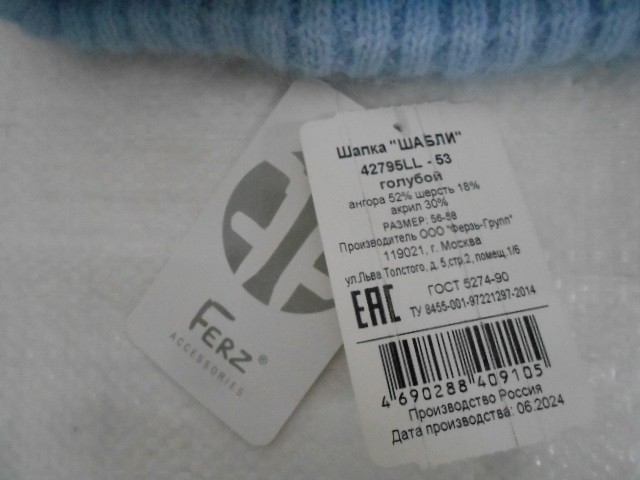 Шапка "ШАБЛИ"
42795LL - 53
голубой
ангора 52% шерсть 18%
акрил 30%
РАЗМЕР: 56-58
Производитель ООО "Ферзь-Групп"
119021, г. Москва
ул.Льва Толстого, д. 5,стр.2, помещ.1/6
ЕАС
ГОСТ 5274-90
ТУ 8455-001-97221297-2014
4 690288 409105
Производство Россия
Дата производства: 06.2024
FERZ ®
ACCESSORIES